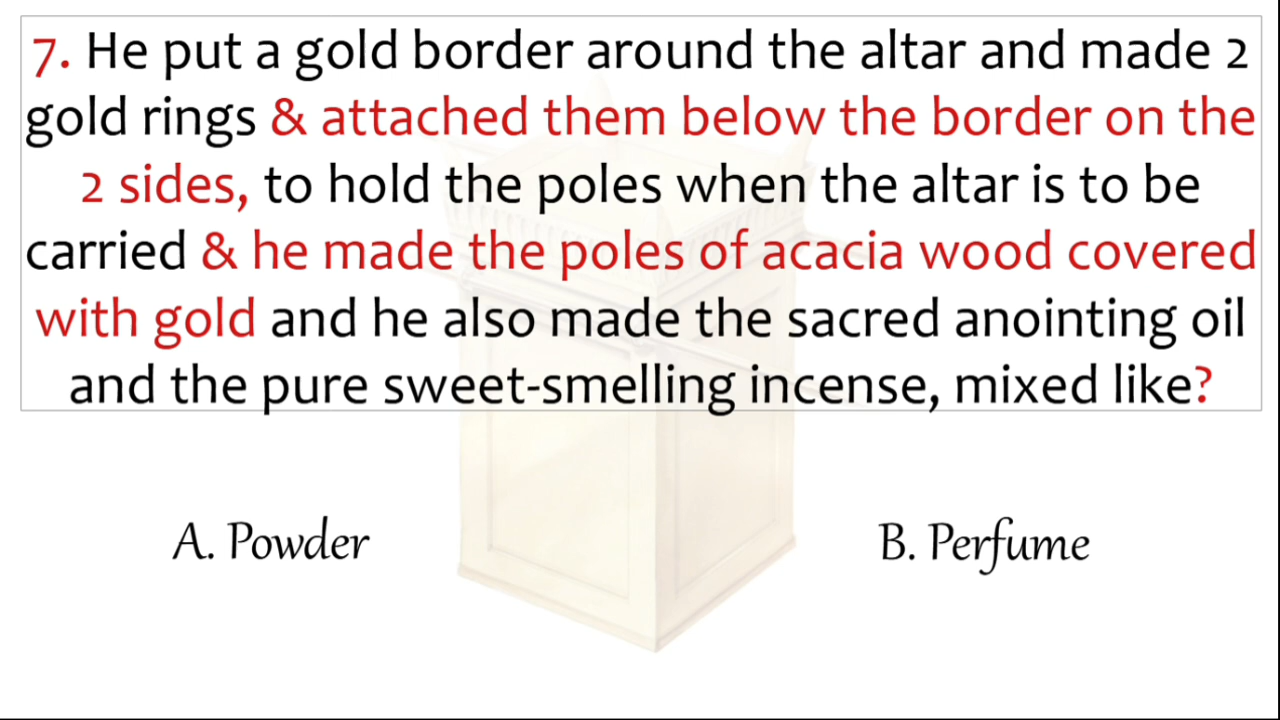 7. He put a gold border around the altar and made 2
gold rings & attached them below the border on the
2 sides, to hold the poles when the altar is to be
carried & he made the poles of acacia wood covered
with gold and he also made the sacred anointing oil
and the pure sweet-smelling incense, mixed like?
A. Powder
B. Perfume